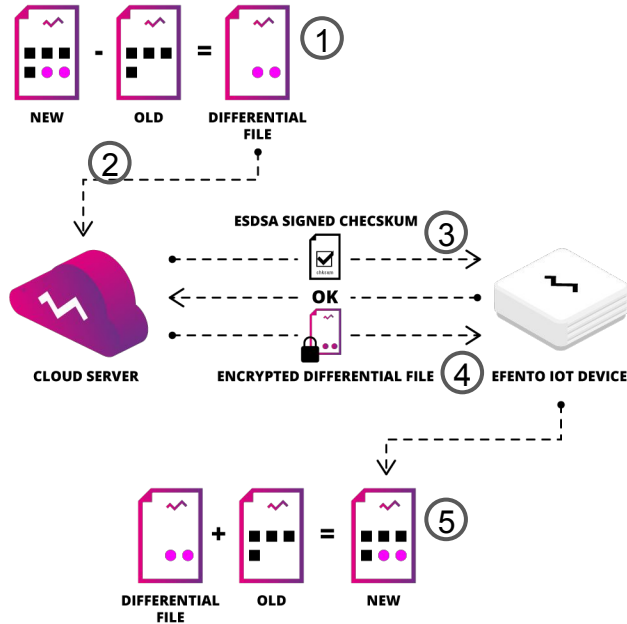 1
-
=
NEW
OLD
DIFFERENTIAL
FILE
2
ESDSA SIGNED CHECSKUM
3
chksum
OK
CLOUD SERVER
ENCRYPTED DIFFERENTIAL FILE
4
EFENTO IOT DEVICE
+
=
5
DIFFERENTIAL
FILE
OLD
NEW